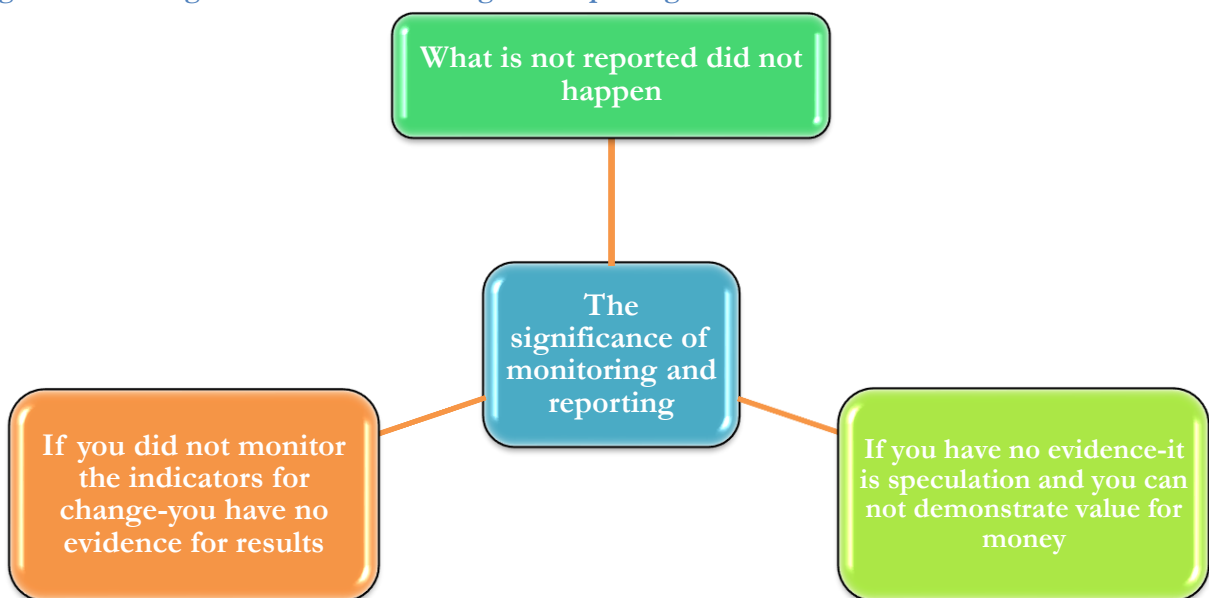 What is not reported did not
happen
The
significance of
monitoring and
reporting
If you did not monitor
the indicators for
change-you have no
evidence for results
If you have no evidence-it
is speculation and you can
not demonstrate value for
money